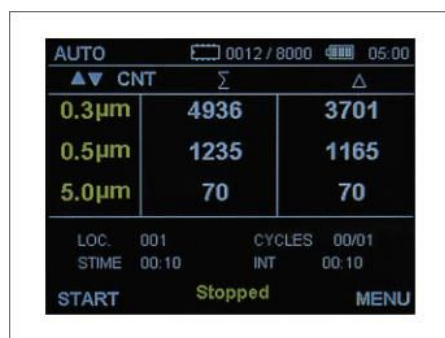 AUTO 0012 / 8000 05:00
▲▼ CNT Σ Δ
0.3µm 4936 3701
0.5µm 1235 1165
5.0µm 70 70
LOC. 001 CYCLES 00/01
STIME 00:10 INT 00:10
START Stopped MENU